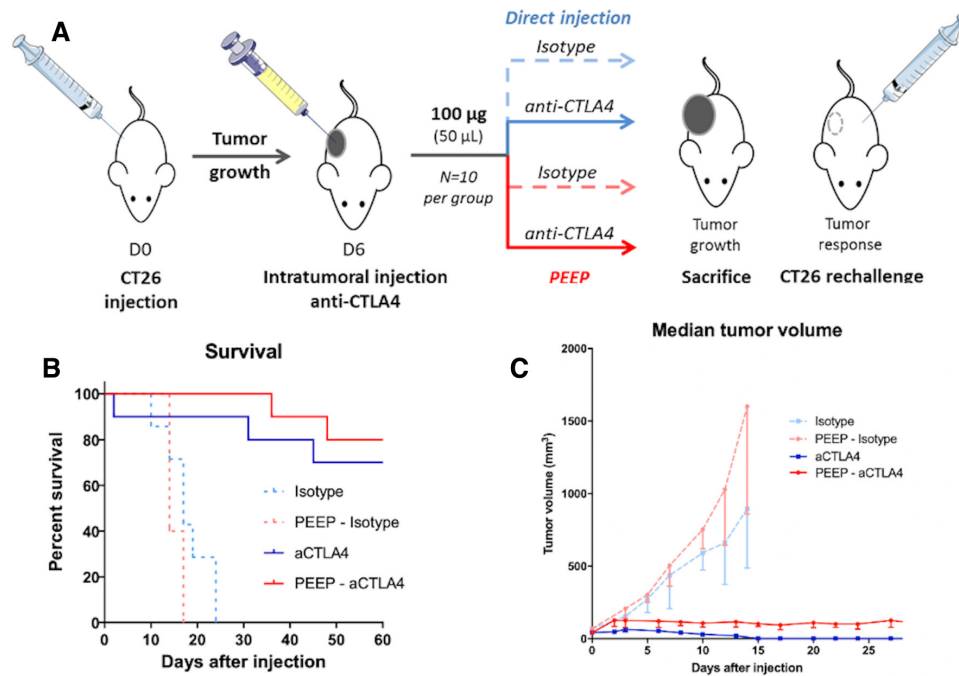 A
Direct injection
Isotype
anti-CTLA4
Isotype
anti-CTLA4
PEEP
Tumor
growth
100 µg
(50 µL)
N=10
per group
D0
CT26
injection
D6
Intratumoral injection
anti-CTLA4
Tumor
growth
Sacrifice
Tumor
response
CT26 rechallenge
B
Survival
Percent survival
100
80
60
40
20
0
0 10 20 30 40 50 60
Days after injection
Isotype
PEEP - Isotype
aCTLA4
PEEP - aCTLA4
C
Median tumor volume
Tumor volume (mm³)
2000
1500
1000
500
0
0 5 10 15 20 25
Days after injection
Isotype
PEEP - Isotype
aCTLA4
PEEP - aCTLA4